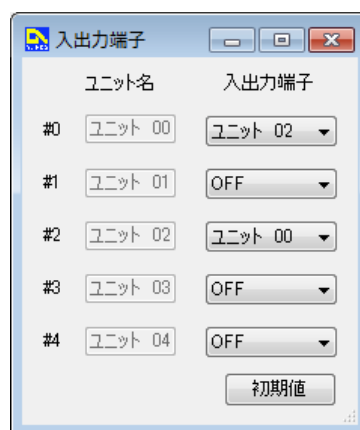 入出力端子
ユニット名 入出力端子
#0 ユニット 00 ユニット 02
#1 ユニット 01 OFF
#2 ユニット 02 ユニット 00
#3 ユニット 03 OFF
#4 ユニット 04 OFF
初期値